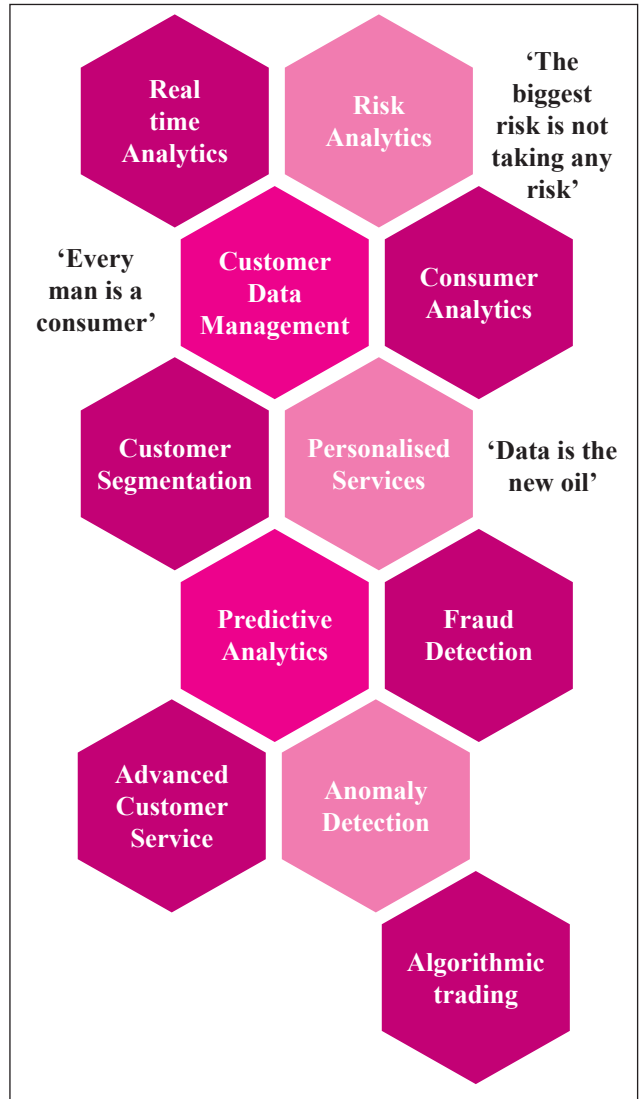 Real
time
Analytics
Risk
Analytics
‘The
biggest
risk is not
taking any
risk’
‘Every
man is a
consumer’
Customer
Data
Management
Consumer
Analytics
Customer
Segmentation
Personalised
Services
‘Data is the
new oil’
Predictive
Analytics
Fraud
Detection
Advanced
Customer
Service
Anomaly
Detection
Algorithmic
trading